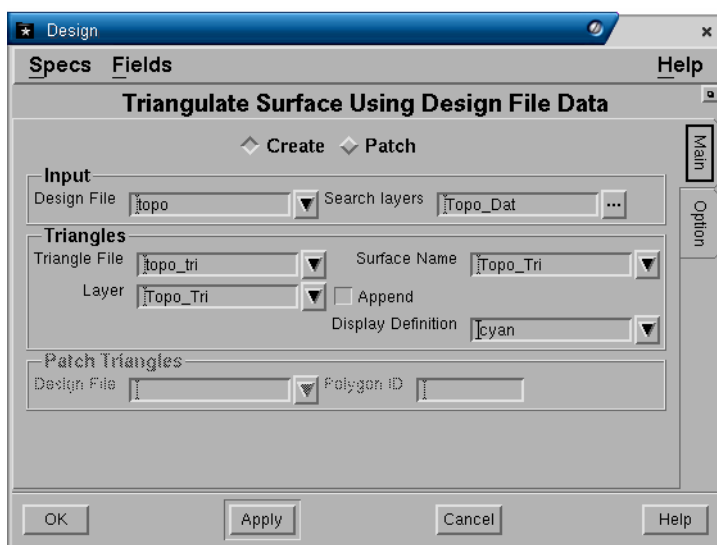 Design
Specs Fields Help
Triangulate Surface Using Design File Data
Create Patch
Main
Option
Input
Design File topo Search layers Topo_Dat ...
Triangles
Triangle File topo_tri Surface Name Topo_Tri
Layer Topo_Tri Append
Display Definition cyan
Patch Triangles
Design File Polygon ID
OK Apply Cancel Help